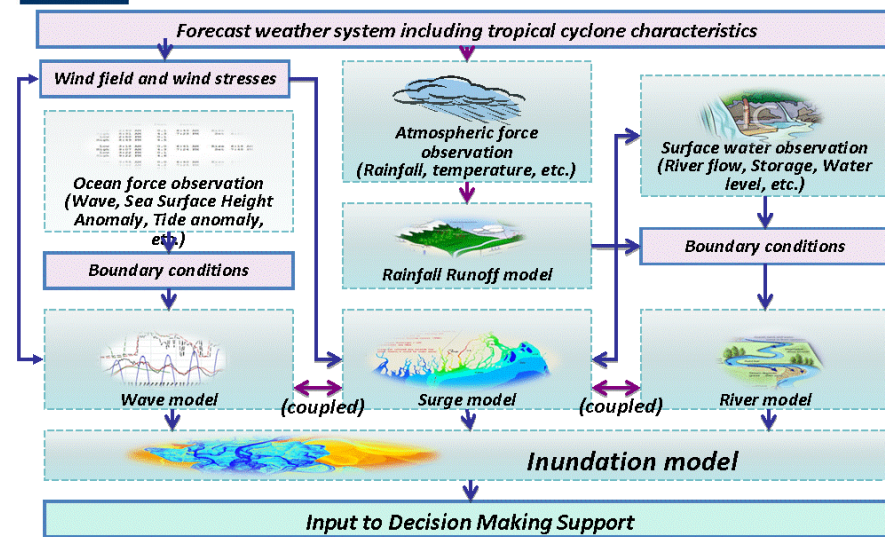 Forecast weather system including tropical cyclone characteristics
Wind field and wind stresses
Atmospheric force
observation
(Rainfall, temperature, etc.)
Surface water observation
(River flow, Storage, Water
level, etc.)
Ocean force observation
(Wave, Sea Surface Height
Anomaly, Tide anomaly,
etc.)
Boundary conditions
Rainfall Runoff model
Boundary conditions
Wave model
(coupled)
Surge model
(coupled)
River model
Inundation model
Input to Decision Making Support